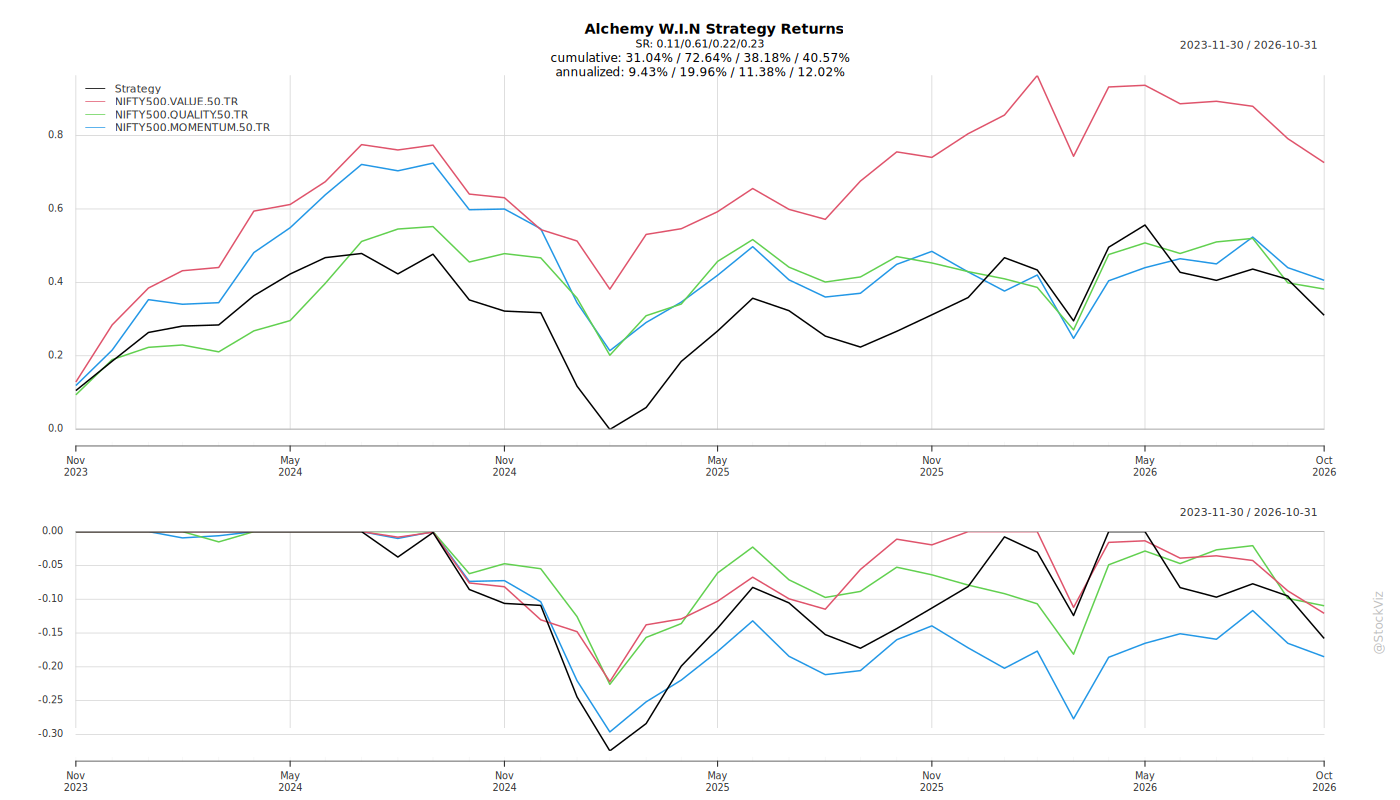 Alchemy W.I.N Strategy Returns
SR: 0.11/0.61/0.22/0.23
cumulative: 31.04% / 72.64% / 38.18% / 40.57%
annualized: 9.43% / 19.96% / 11.38% / 12.02%
2023-11-30 / 2026-10-31
Strategy
NIFTY500.VALUE.50.TR
NIFTY500.QUALITY.50.TR
NIFTY500.MOMENTUM.50.TR
0.8
0.6
0.4
0.2
0.0
Nov 2023
May 2024
Nov 2024
May 2025
Nov 2025
May 2026
Oct 2026
2023-11-30 / 2026-10-31
0.00
-0.05
-0.10
-0.15
-0.20
-0.25
-0.30
Nov 2023
May 2024
Nov 2024
May 2025
Nov 2025
May 2026
Oct 2026
@StockViz